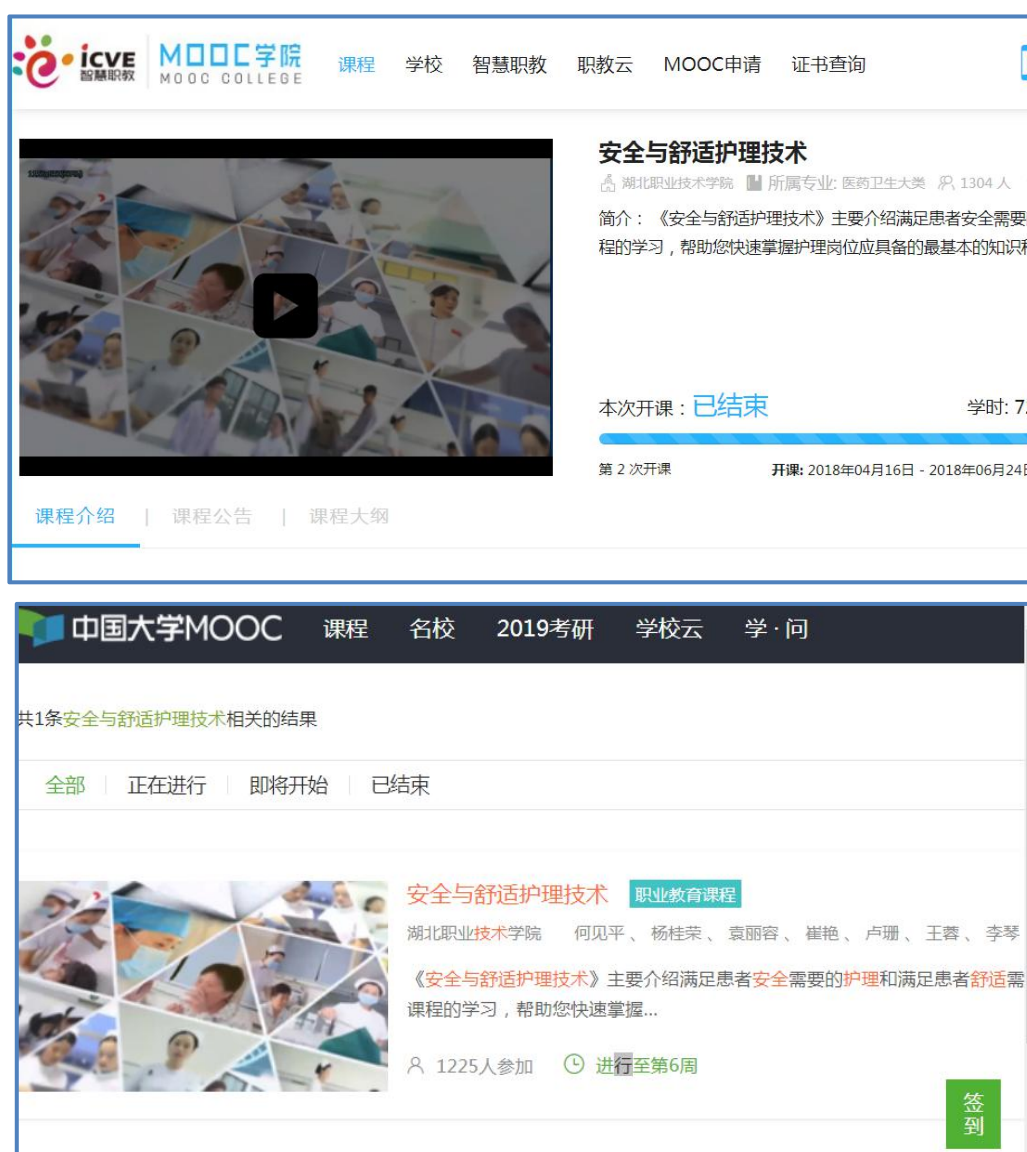 icve 智慧职教 MOOC学院 MOOC COLLEGE 课程 学校 智慧职教 职教云 MOOC申请 证书查询
安全与舒适护理技术
湖北职业技术学院 所属专业: 医药卫生大类 1304 人
简介：《安全与舒适护理技术》主要介绍满足患者安全需要
程的学习，帮助您快速掌握护理岗位应具备的最基本的知识
本次开课：已结束 学时: 7
第 2 次开课 开课: 2018年04月16日 - 2018年06月24日
课程介绍 | 课程公告 | 课程大纲
中国大学MOOC 课程 名校 2019考研 学校云 学·问
共1条安全与舒适护理技术相关的结果
全部 正在进行 即将开始 已结束
安全与舒适护理技术 职业教育课程
湖北职业技术学院 何见平、 杨桂荣、 袁丽容、 崔艳、 卢珊、 王蓉、 李琴
《安全与舒适护理技术》主要介绍满足患者安全需要的护理和满足患者舒适需
课程的学习，帮助您快速掌握...
1225人参加 进行至第6周
签
到